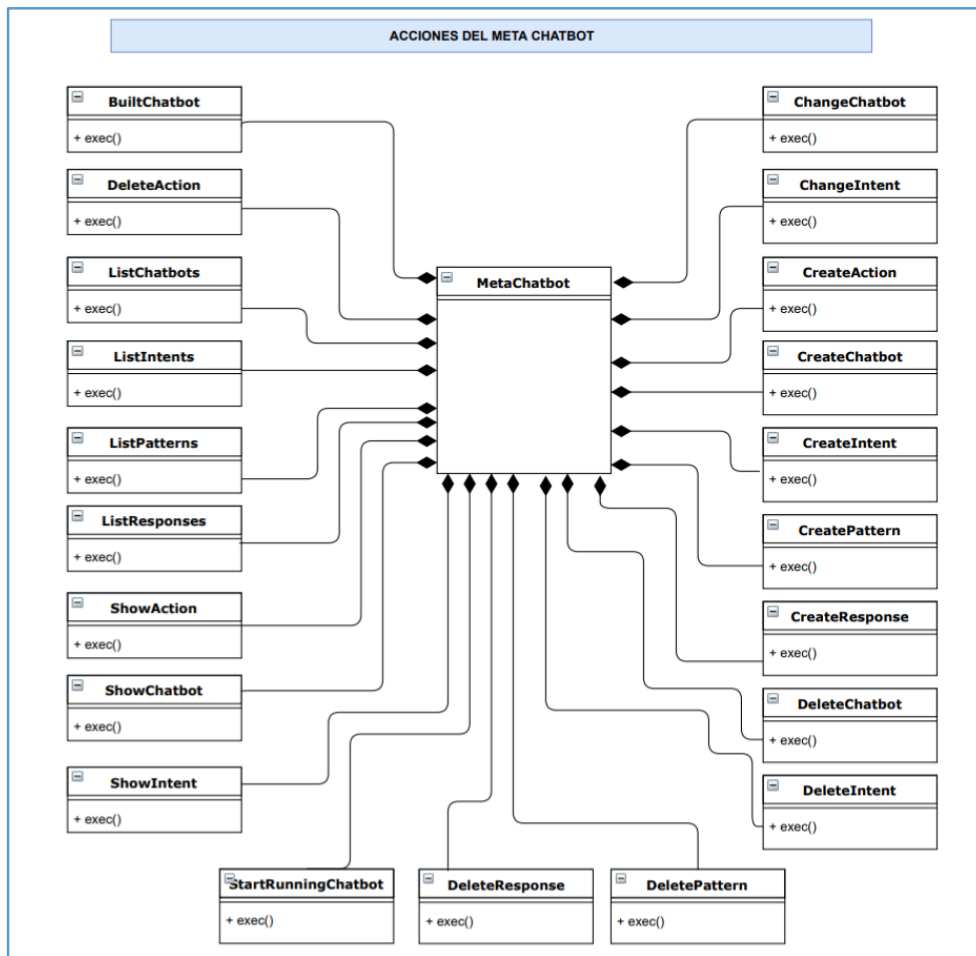 ACCIONES DEL META CHATBOT
BuiltChatbot
+ exec()
DeleteAction
+ exec()
ListChatbots
+ exec()
ListIntents
+ exec()
ListPatterns
+ exec()
ListResponses
+ exec()
ShowAction
+ exec()
ShowChatbot
+ exec()
ShowIntent
+ exec()
MetaChatbot
ChangeChatbot
+ exec()
ChangeIntent
+ exec()
CreateAction
+ exec()
CreateChatbot
+ exec()
CreateIntent
+ exec()
CreatePattern
+ exec()
CreateResponse
+ exec()
DeleteChatbot
+ exec()
DeleteIntent
+ exec()
StartRunningChatbot
+ exec()
DeleteResponse
+ exec()
DeletePattern
+ exec()